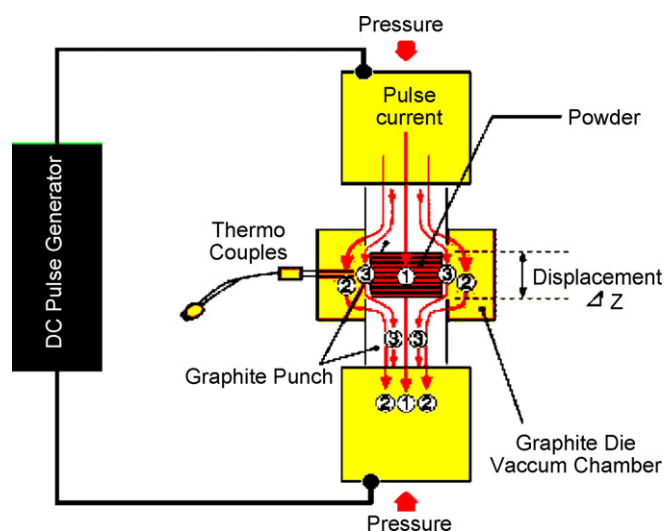 Pressure
Pulse
current
Powder
DC Pulse Generator
Thermo
Couples
③
①
③
②
②
Displacement
⊿ Z
③
③
Graphite Punch
②
①
②
Graphite Die
Vaccum Chamber
Pressure